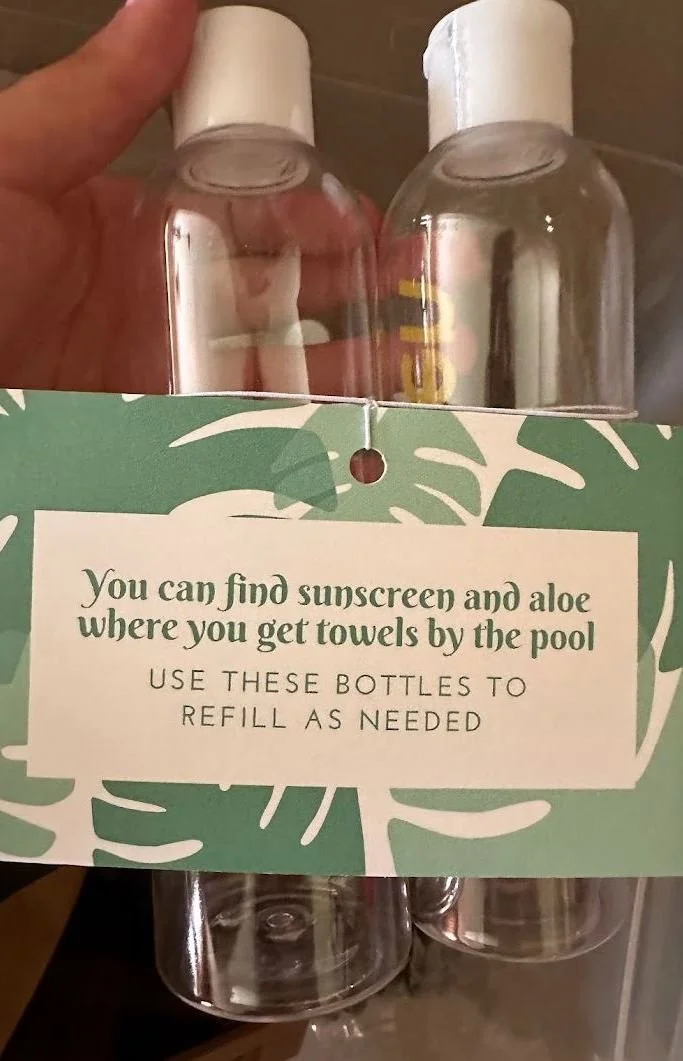 You can find sunscreen and aloe
where you get towels by the pool
USE THESE BOTTLES TO
REFILL AS NEEDED